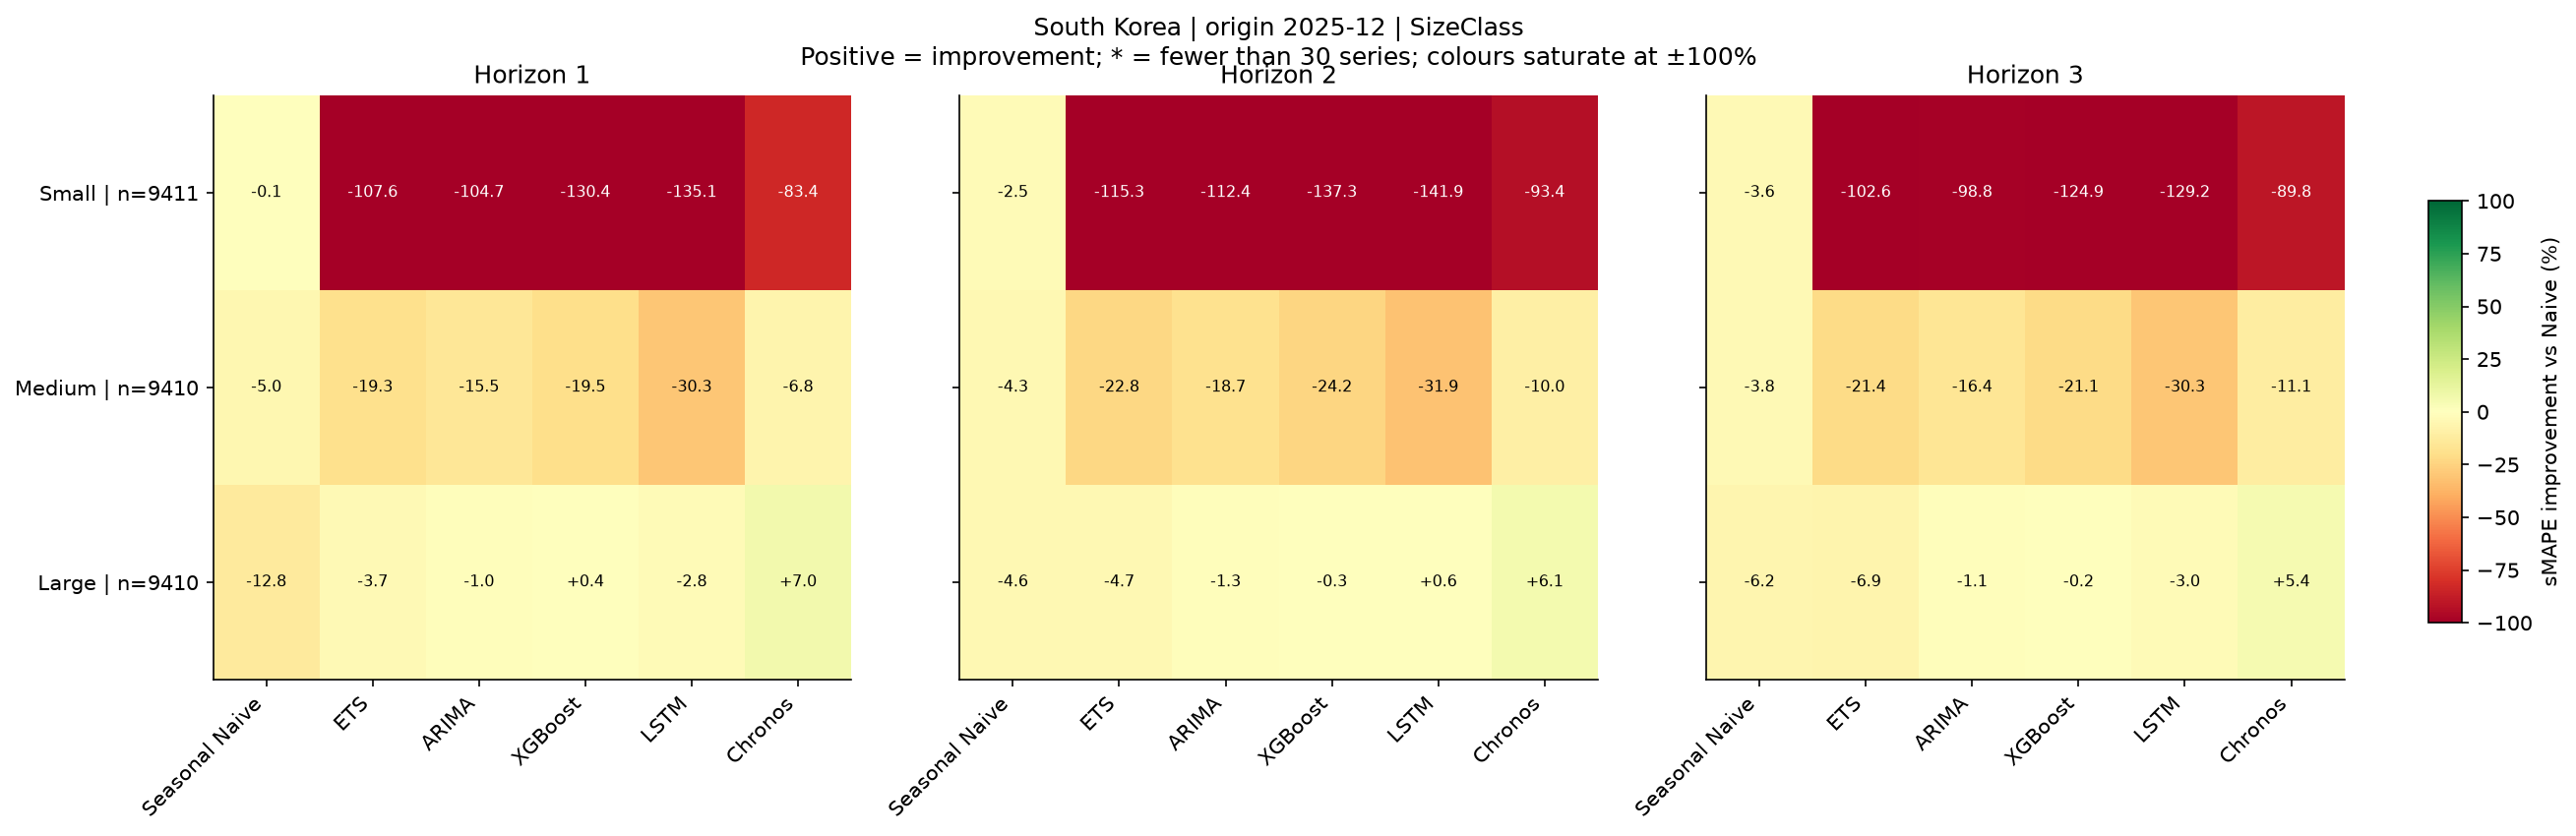 South Korea | origin 2025-12 | SizeClass
Positive = improvement; * = fewer than 30 series; colours saturate at ±100%
Horizon 1
Horizon 2
Horizon 3
Small | n=9411
-0.1 -107.6 -104.7 -130.4 -135.1 -83.4
-2.5 -115.3 -112.4 -137.3 -141.9 -93.4
-3.6 -102.6 -98.8 -124.9 -129.2 -89.8
Medium | n=9410
-5.0 -19.3 -15.5 -19.5 -30.3 -6.8
-4.3 -22.8 -18.7 -24.2 -31.9 -10.0
-3.8 -21.4 -16.4 -21.1 -30.3 -11.1
Large | n=9410
-12.8 -3.7 -1.0 +0.4 -2.8 +7.0
-4.6 -4.7 -1.3 -0.3 +0.6 +6.1
-6.2 -6.9 -1.1 -0.2 -3.0 +5.4
Seasonal Naive
ETS
ARIMA
XGBoost
LSTM
Chronos
Seasonal Naive
ETS
ARIMA
XGBoost
LSTM
Chronos
Seasonal Naive
ETS
ARIMA
XGBoost
LSTM
Chronos
100
75
50
25
0
−25
−50
−75
−100
sMAPE improvement vs Naive (%)